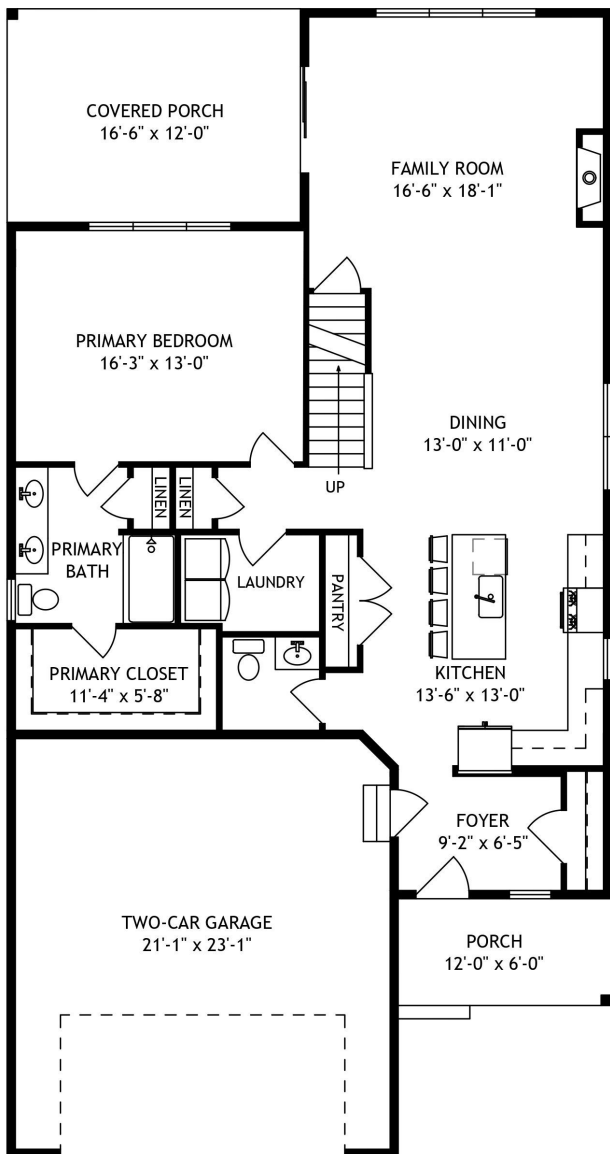 COVERED PORCH
16'-6" x 12'-0"
FAMILY ROOM
16'-6" x 18'-1"
PRIMARY BEDROOM
16'-3" x 13'-0"
DINING
13'-0" x 11'-0"
UP
LINEN
LINEN
PRIMARY
BATH
LAUNDRY
PANTRY
KITCHEN
13'-6" x 13'-0"
PRIMARY CLOSET
11'-4" x 5'-8"
FOYER
9'-2" x 6'-5"
TWO-CAR GARAGE
21'-1" x 23'-1"
PORCH
12'-0" x 6'-0"